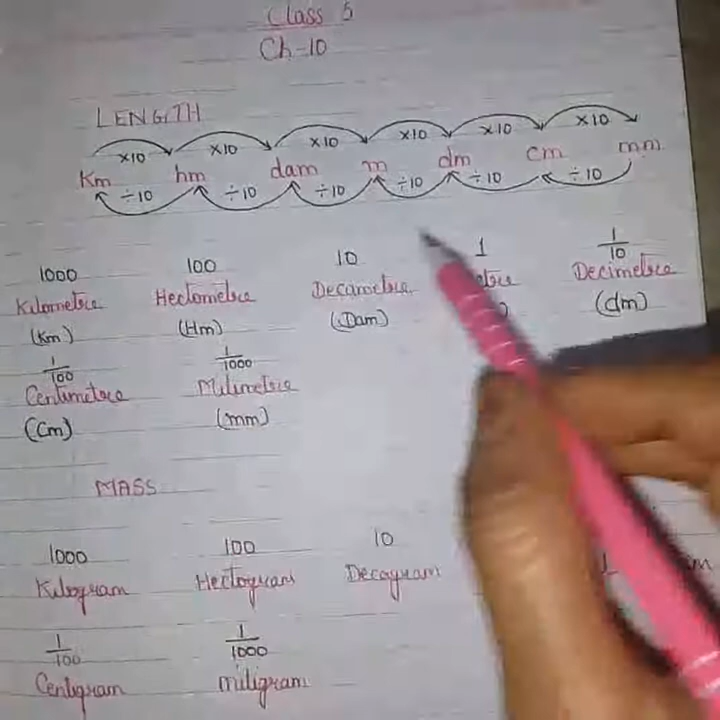 Class 5
Ch-10
LENGTH
×10 ×10 ×10 ×10 ×10 ×10
Km hm dam m dm cm mm
÷10 ÷10 ÷10 ÷10 ÷10 ÷10
1000 100 10 1 1/10
Kilometre Hectometre Decametre Decimetre
(Km) (Hm) (Dam) (dm)
1/100 1/1000
Centimetre Milimetre
(Cm) (mm)
MASS
1000 100 10
Kilogram Hectogram Decogram
1/100 1/1000
Centigram miligram